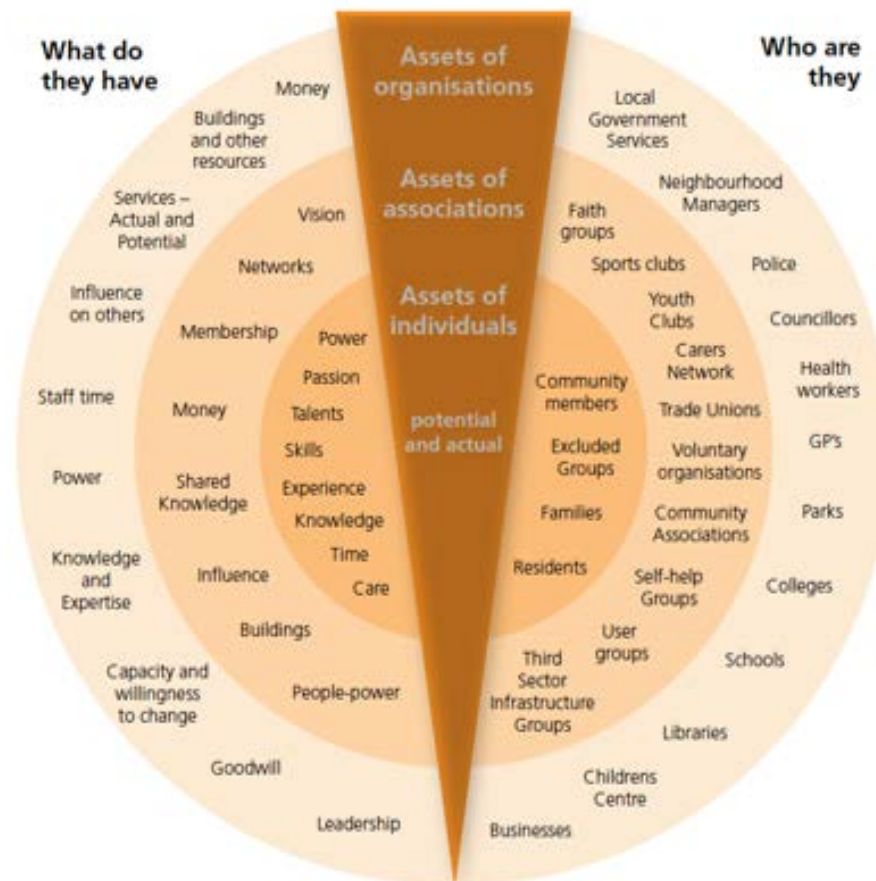 What do
they have
Assets of
organisations
Who are
they
Money
Buildings
and other
resources
Services –
Actual and
Potential
Influence
on others
Staff time
Power
Knowledge
and
Expertise
Capacity and
willingness
to change
Goodwill
Leadership
Assets of
associations
Vision
Networks
Membership
Money
Shared
Knowledge
Influence
Buildings
People-power
Assets of
individuals
Power
Passion
Talents
Skills
Experience
Knowledge
Time
Care
potential
and actual
Community
members
Excluded
Groups
Families
Residents
Faith
groups
Sports clubs
Youth
Clubs
Carers
Network
Trade Unions
Voluntary
organisations
Community
Associations
Self-help
Groups
User
groups
Third
Sector
Infrastructure
Groups
Local
Government
Services
Neighbourhood
Managers
Police
Councillors
Health
workers
GP's
Parks
Colleges
Schools
Libraries
Childrens
Centre
Businesses